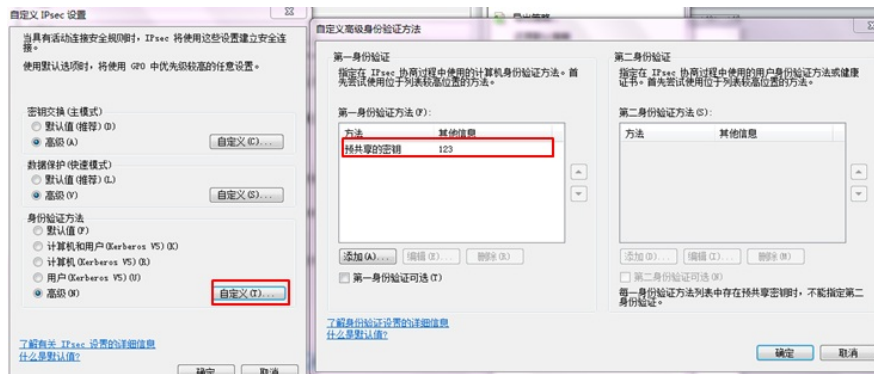 自定义 IPsec 设置
当具有活动连接安全规则时，IPsec 将使用这些设置建立安全连
接。
使用默认选项时，将使用 GPO 中优先级较高的任意设置。
密钥交换(主模式)
默认值(推荐)(D)
高级(A)
自定义(C)...
数据保护(快速模式)
默认值(推荐)(L)
高级(V)
自定义(S)...
身份验证方法
默认值(F)
计算机和用户(Kerberos V5)(K)
计算机(Kerberos V5)(R)
用户(Kerberos V5)(U)
高级(N)
自定义(T)...
了解有关 IPsec 设置的详细信息
什么是默认值?
确定
取消
自定义高级身份验证方法
第一身份验证
指定在 IPsec 协商过程中使用的计算机身份验证方法。首
先尝试使用位于列表较高位置的方法。
第一身份验证方法(F):
方法 其他信息
预共享的密钥 123
添加(A)...
编辑(E)...
删除(R)
第一身份验证可选(T)
第二身份验证
指定在 IPsec 协商过程中使用的用户身份验证方法或健康
证书。首先尝试使用位于列表较高位置的方法。
第二身份验证方法(S):
方法 其他信息
添加(D)...
编辑(I)...
删除(M)
第二身份验证可选(N)
每一身份验证方法列表中存在预共享密钥时，不能指定第二
身份验证。
了解身份验证设置的详细信息
什么是默认值?
确定
取消